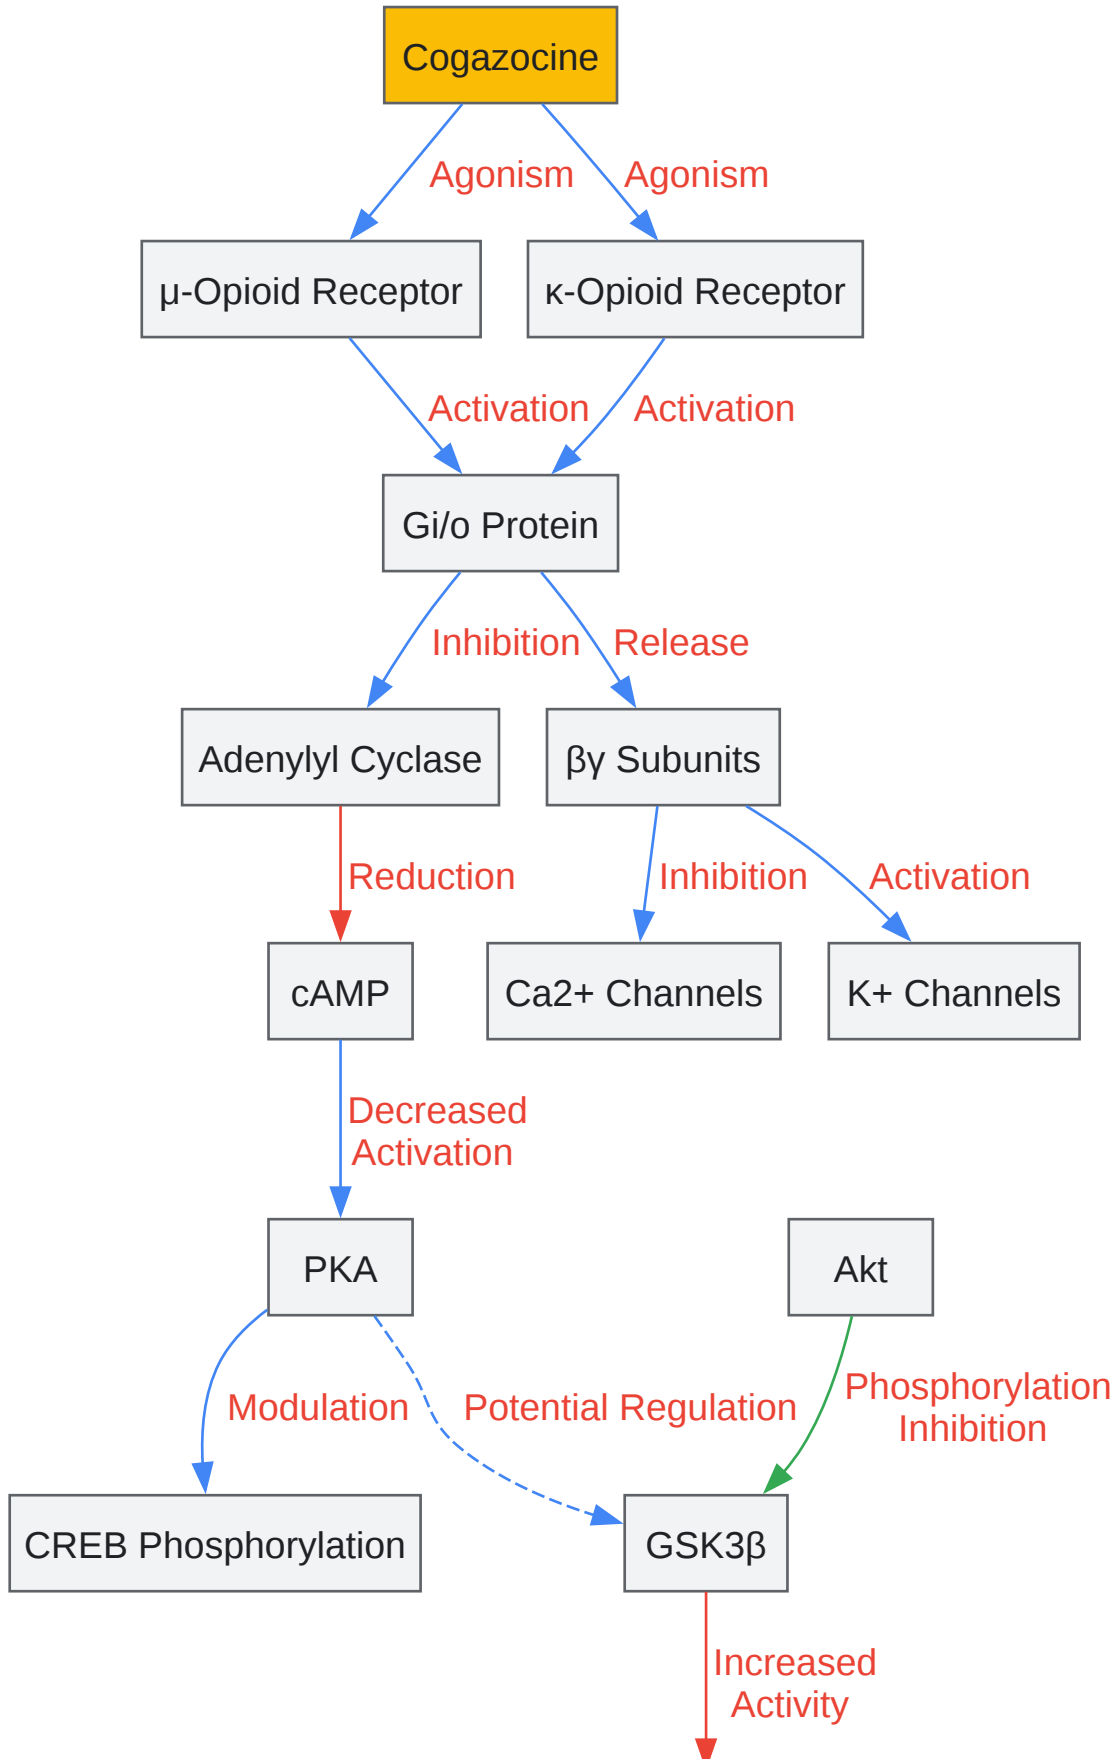 Cogazocine
Agonism
Agonism
μ-Opioid Receptor
κ-Opioid Receptor
Activation
Activation
Gi/o Protein
Inhibition
Release
Adenylyl Cyclase
βγ Subunits
Reduction
Inhibition
Activation
cAMP
Ca2+ Channels
K+ Channels
Decreased
Activation
PKA
Akt
Modulation
Potential Regulation
Phosphorylation
Inhibition
CREB Phosphorylation
GSK3β
Increased
Activity